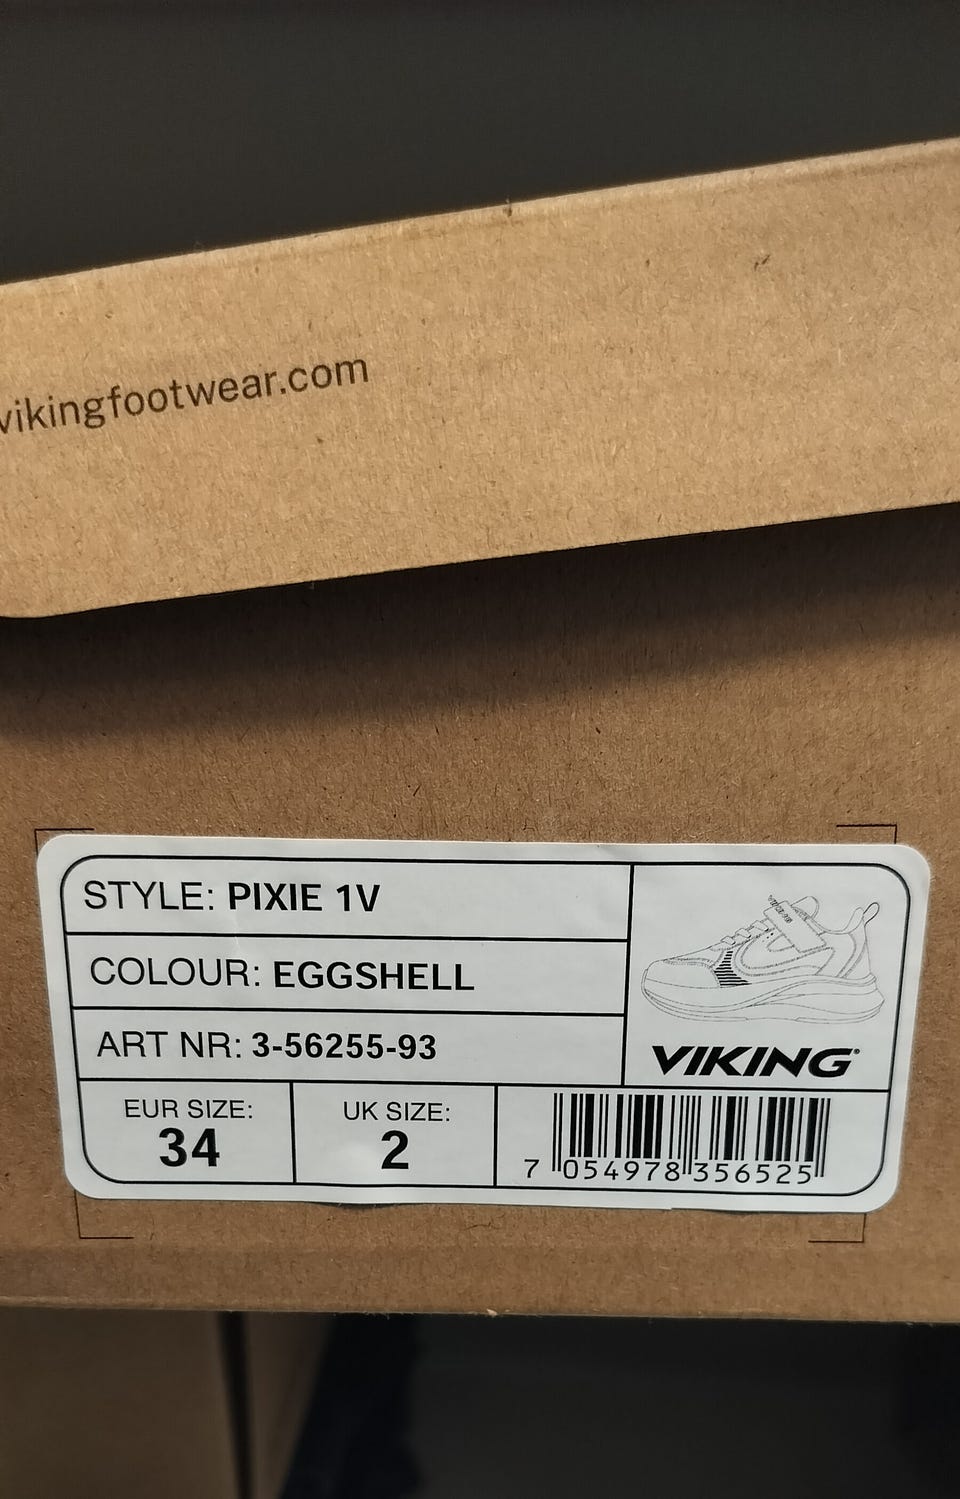 vikingfootwear.com
STYLE: PIXIE 1V
COLOUR: EGGSHELL
ART NR: 3-56255-93
VIKING®
EUR SIZE:
34
UK SIZE:
2
7 054978 356525